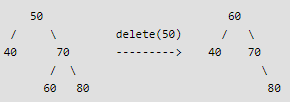 50                              60
/     \      delete(50)      /   \
40      70    --------->    40    70
/  \                        \
60   80                       80